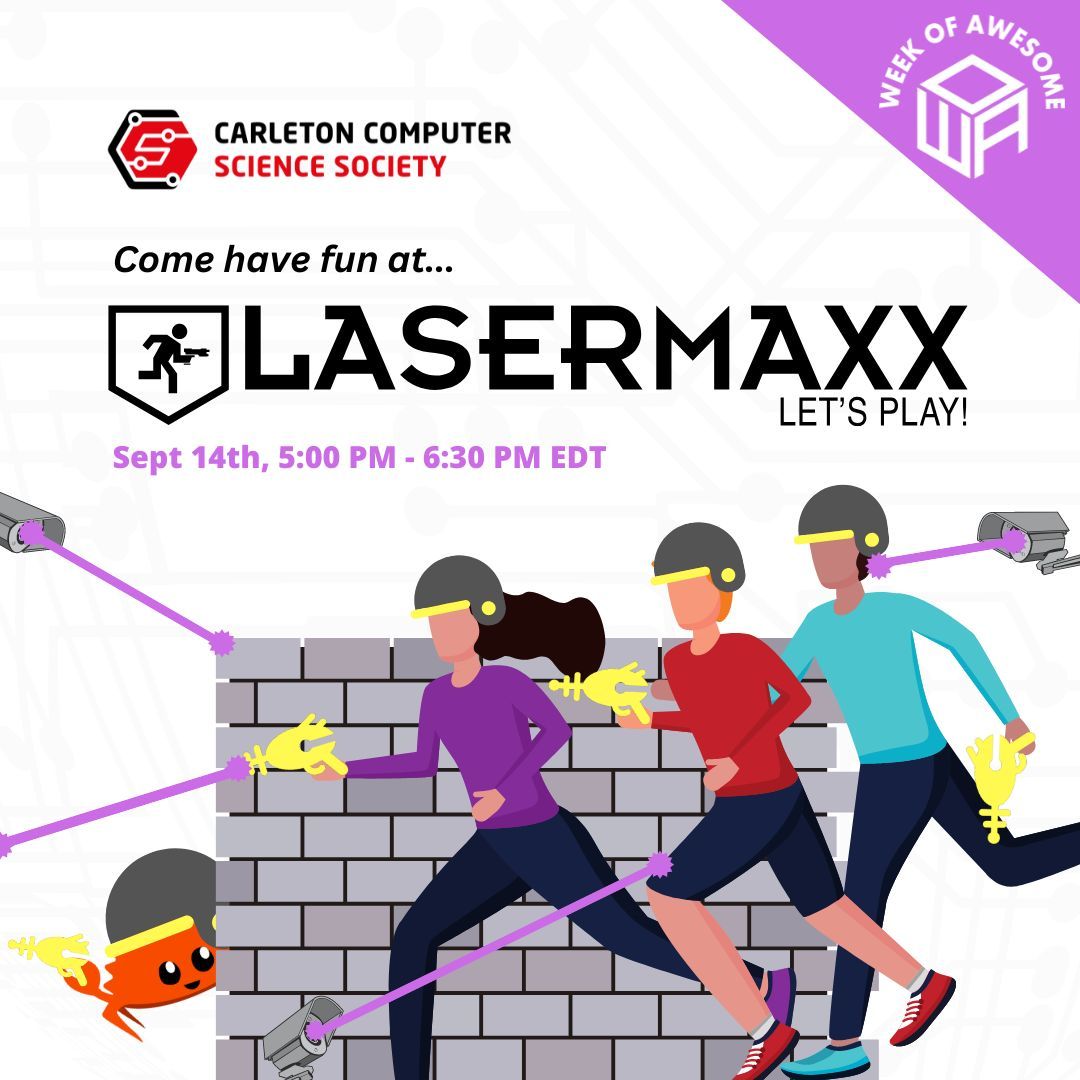 WEEK OF AWESOME
WOA
CARLETON COMPUTER
SCIENCE SOCIETY
Come have fun at...
LASERMAXX
LET'S PLAY!
Sept 14th, 5:00 PM - 6:30 PM EDT